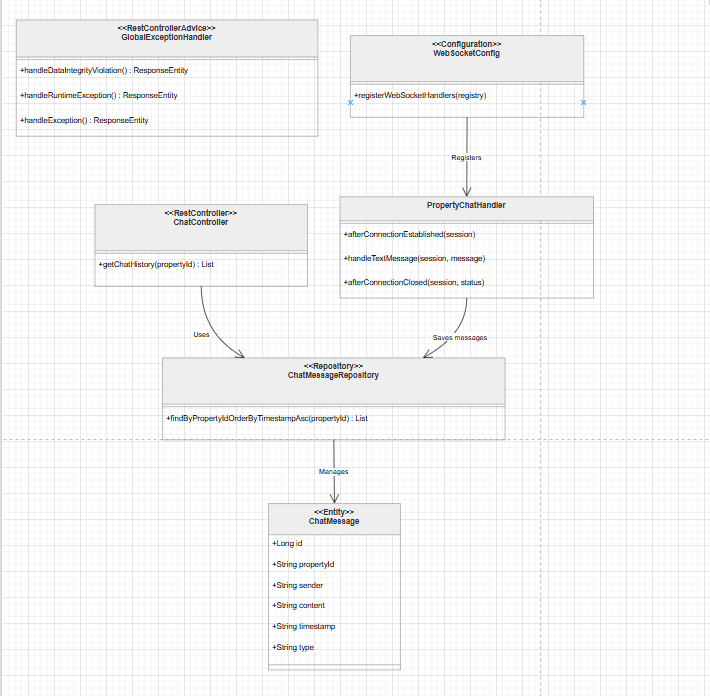 <<RestControllerAdvice>>
GlobalExceptionHandler
+handleDataIntegrityViolation() : ResponseEntity
+handleRuntimeException() : ResponseEntity
+handleException() : ResponseEntity
<<Configuration>>
WebSocketConfig
+registerWebSocketHandlers(registry)
Registers
<<RestController>>
ChatController
+getChatHistory(propertyId) : List
PropertyChatHandler
+afterConnectionEstablished(session)
+handleTextMessage(session, message)
+afterConnectionClosed(session, status)
Uses
Saves messages
<<Repository>>
ChatMessageRepository
+findByPropertyIdOrderByTimestampAsc(propertyId) : List
Manages
<<Entity>>
ChatMessage
+Long id
+String propertyId
+String sender
+String content
+String timestamp
+String type